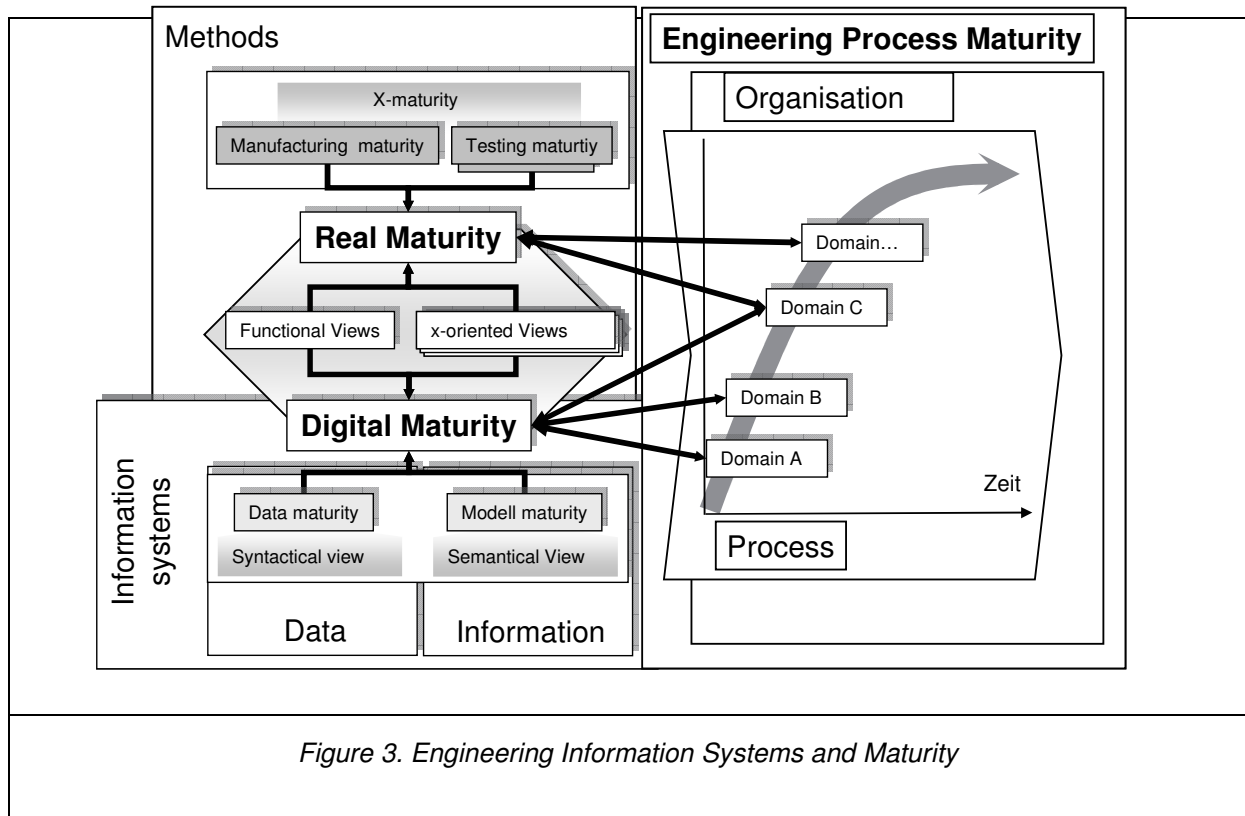 Methods
X-maturity
Manufacturing maturity
Testing maturtiy
Real Maturity
Functional Views
x-oriented Views
Digital Maturity
Information
systems
Data maturity
Modell maturity
Syntactical view
Semantical View
Data
Information
Engineering Process Maturity
Organisation
Domain…
Domain C
Domain B
Domain A
Zeit
Process
Figure 3. Engineering Information Systems and Maturity